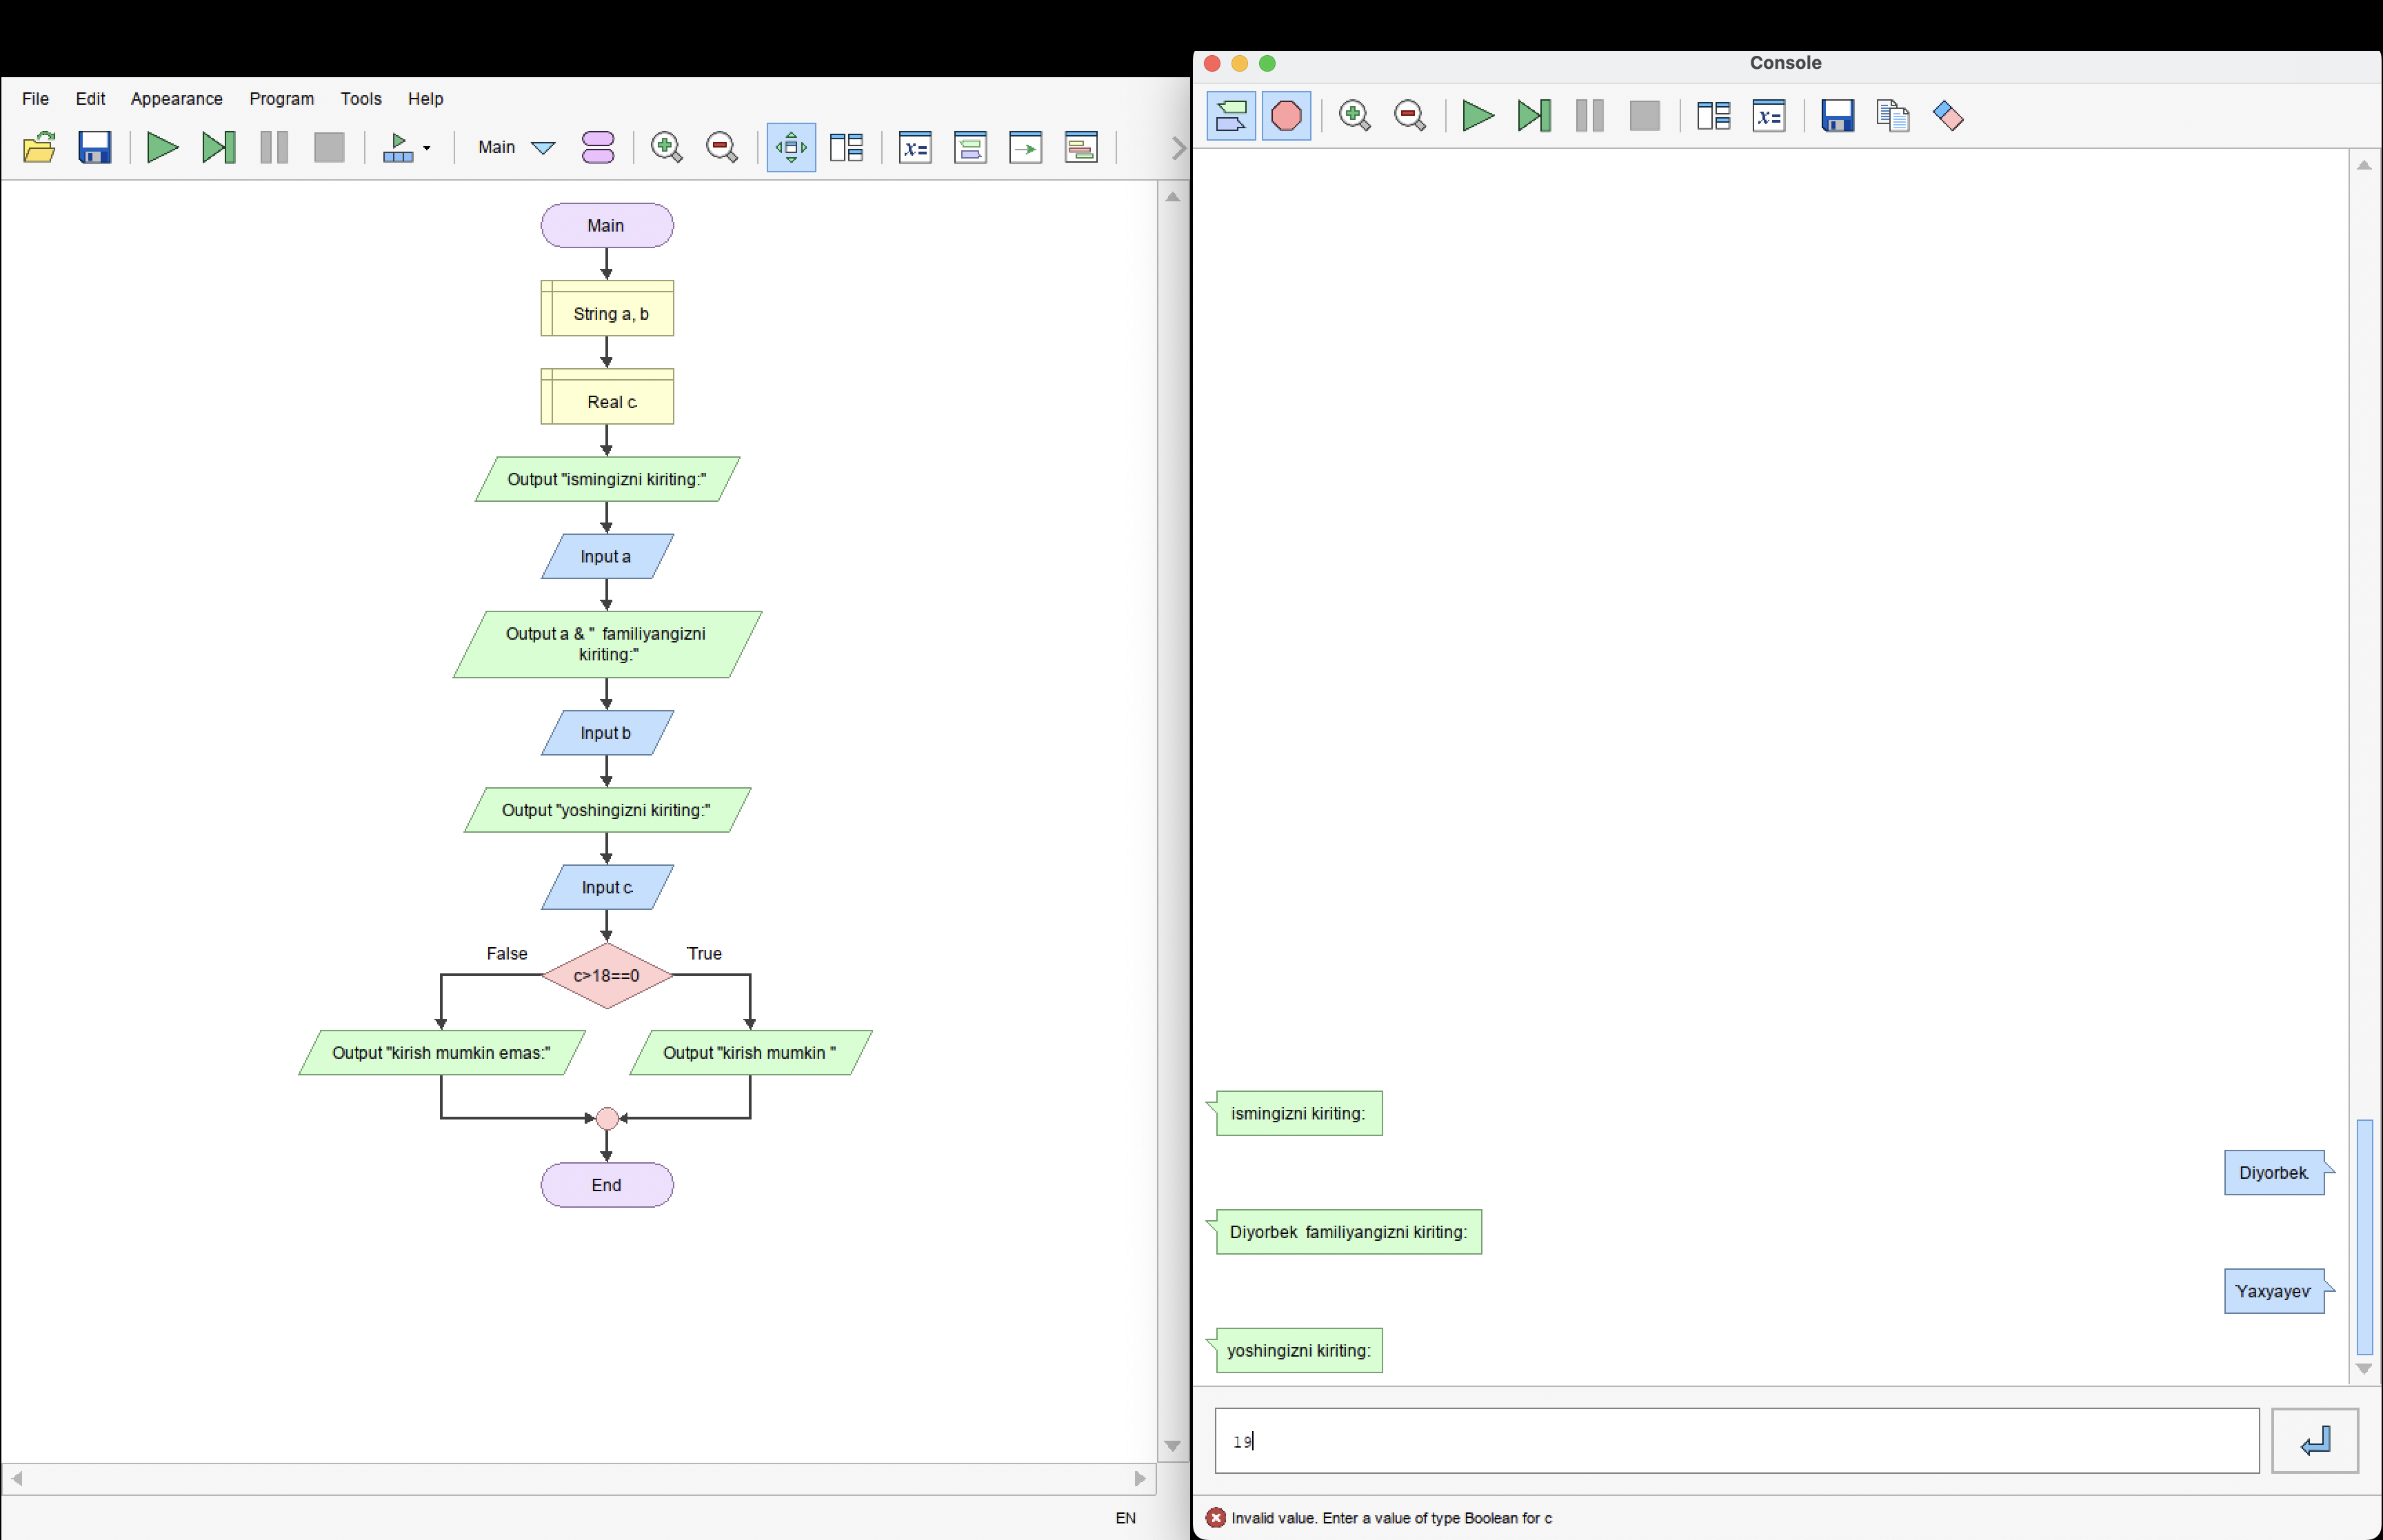 File Edit Appearance Program Tools Help
Main
Main
String a, b
Real c
Output "ismingizni kiriting:"
Input a
Output a & "  familiyangizni
kiriting:"
Input b
Output "yoshingizni kiriting:"
Input c
False True
c>18==0
Output "kirish mumkin emas:" Output "kirish mumkin "
End
EN
Console
x=
x=
ismingizni kiriting:
Diyorbek
Diyorbek  familiyangizni kiriting:
Yaxyayev
yoshingizni kiriting:
19
Invalid value. Enter a value of type Boolean for c